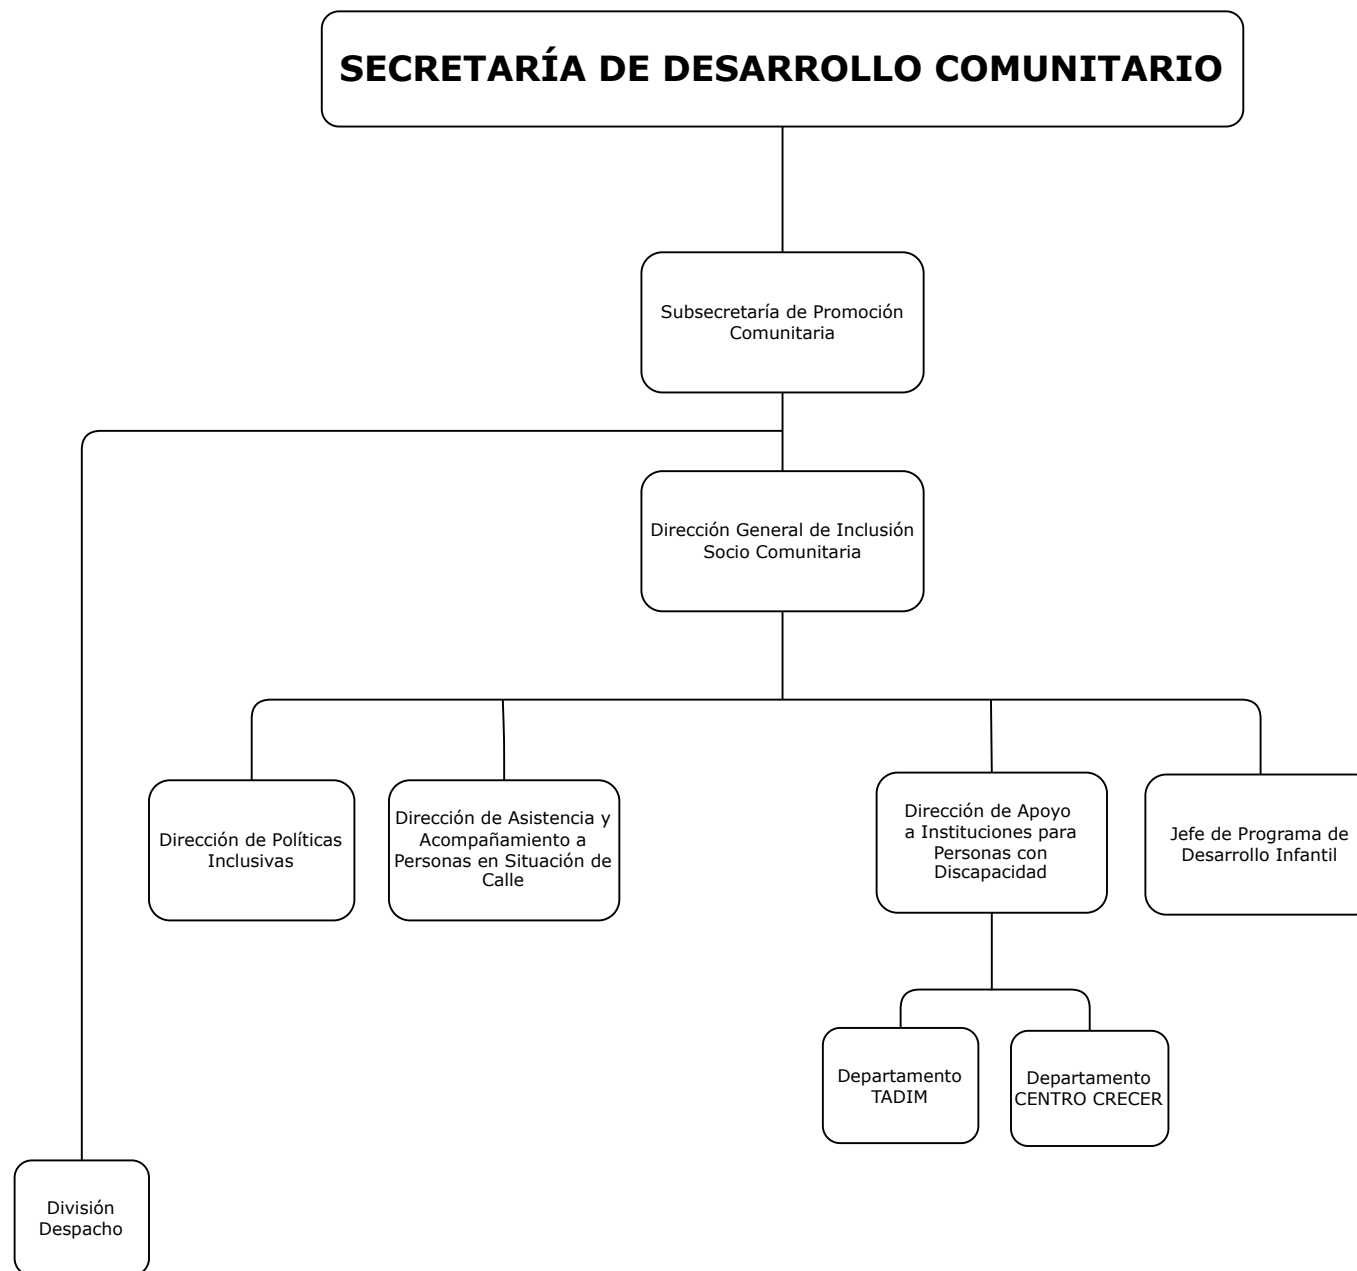 SECRETARÍA DE DESARROLLO COMUNITARIO
Subsecretaría de Promoción
Comunitaria
Dirección General de Inclusión
Socio Comunitaria
Dirección de Políticas
Inclusivas
Dirección de Asistencia y
Acompañamiento a
Personas en Situación de
Calle
Dirección de Apoyo
a Instituciones para
Personas con
Discapacidad
Jefe de Programa de
Desarrollo Infantil
Departamento
TADIM
Departamento
CENTRO CRECER
División
Despacho